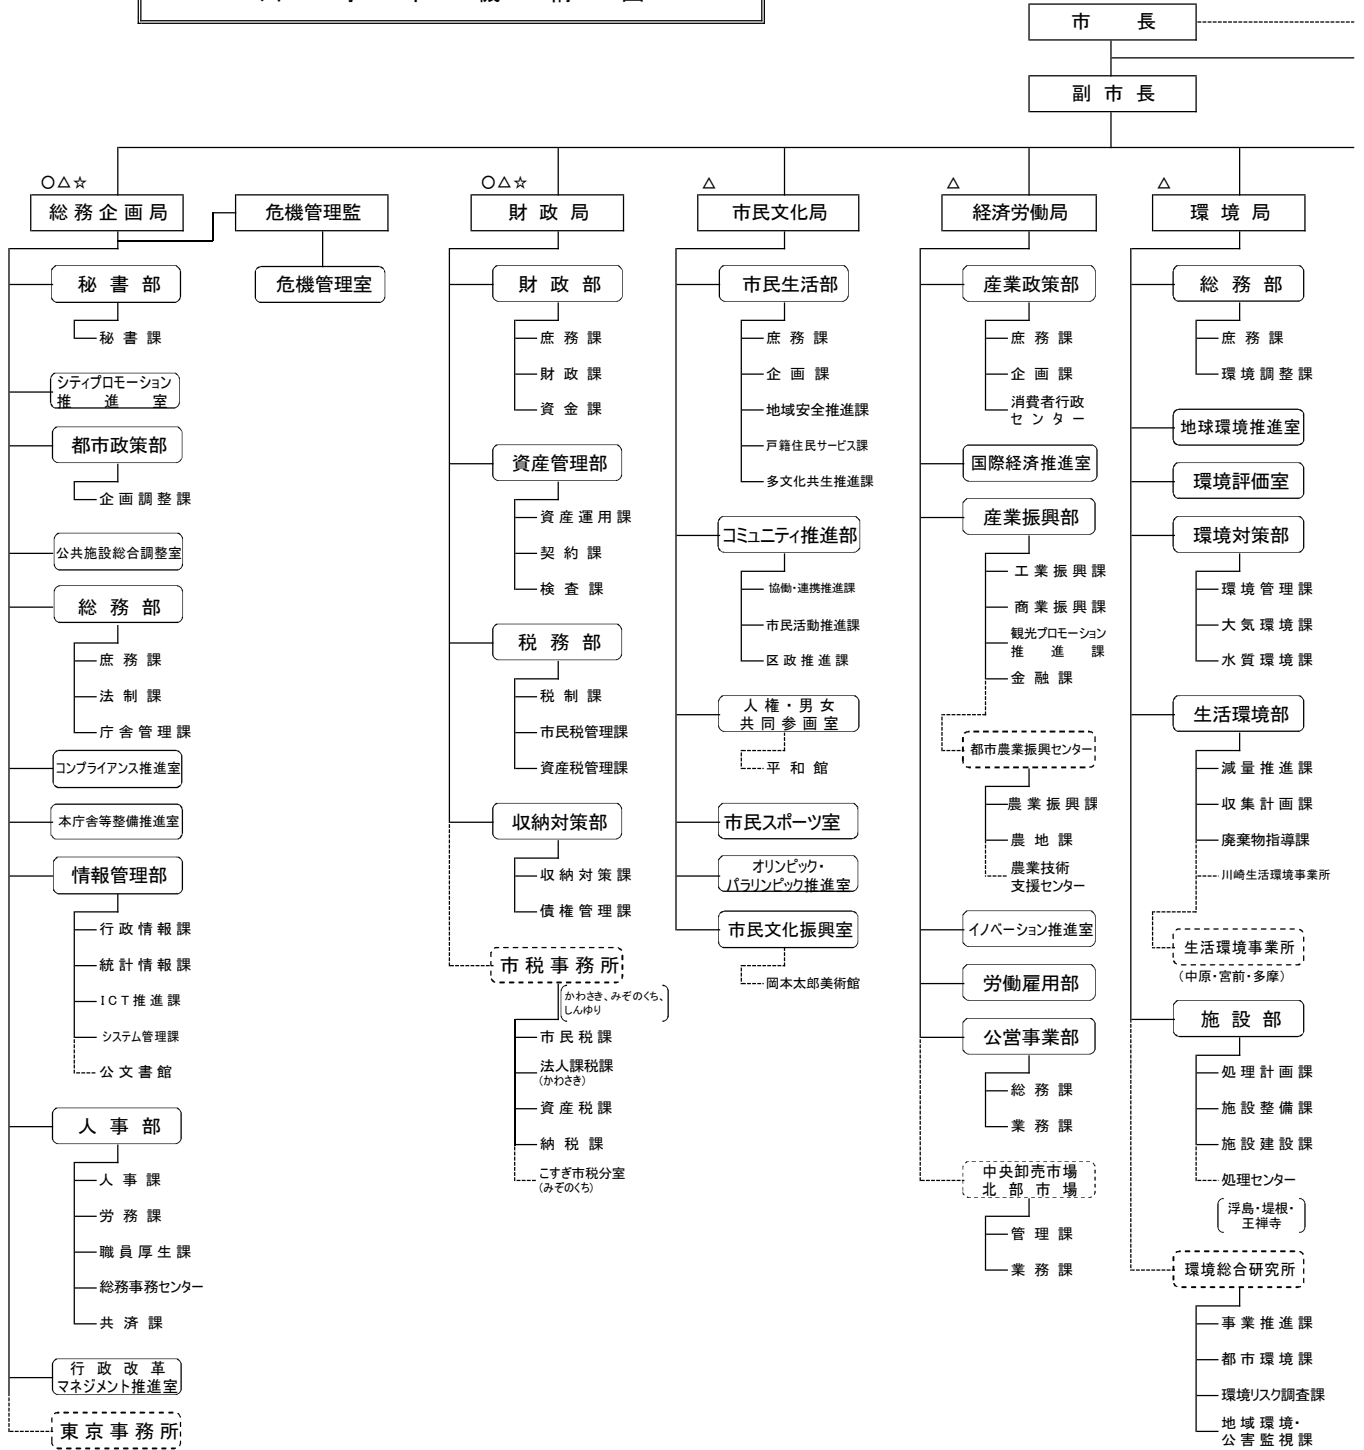 市長
副市長
○△☆
総務企画局
危機管理監
危機管理室
秘書部
秘書課
シティプロモーション
推進室
都市政策部
企画調整課
公共施設総合調整室
総務部
庶務課
法制課
庁舎管理課
コンプライアンス推進室
本庁舎等整備推進室
情報管理部
行政情報課
統計情報課
ICT推進課
システム管理課
公文書館
人事部
人事課
労務課
職員厚生課
総務事務センター
共済課
行政改革
マネジメント推進室
東京事務所
○△☆
財政局
財政部
庶務課
財政課
資金課
資産管理部
資産運用課
契約課
検査課
税務部
税制課
市民税管理課
資産税管理課
収納対策部
収納対策課
債権管理課
市税事務所
かわさき、みぞのくち、
しんゆり
市民税課
法人課税課
(かわさき)
資産税課
納税課
こすぎ市税分室
(みぞのくち)
△
市民文化局
市民生活部
庶務課
企画課
地域安全推進課
戸籍住民サービス課
多文化共生推進課
コミュニティ推進部
協働・連携推進課
市民活動推進課
区政推進課
人権・男女
共同参画室
平和館
市民スポーツ室
オリンピック・
パラリンピック推進室
市民文化振興室
岡本太郎美術館
△
経済労働局
産業政策部
庶務課
企画課
消費者行政
センター
国際経済推進室
産業振興部
工業振興課
商業振興課
観光プロモーション
推進課
金融課
都市農業振興センター
農業振興課
農地課
農業技術
支援センター
イノベーション推進室
労働雇用部
公営事業部
総務課
業務課
中央卸売市場
北部市場
管理課
業務課
△
環境局
総務部
庶務課
環境調整課
地球環境推進室
環境評価室
環境対策部
環境管理課
大気環境課
水質環境課
生活環境部
減量推進課
収集計画課
廃棄物指導課
川崎生活環境事業所
生活環境事業所
(中原・宮前・多摩)
施設部
処理計画課
施設整備課
施設建設課
処理センター
浮島・堤根・
王禅寺
環境総合研究所
事業推進課
都市環境課
環境リスク調査課
地域環境・
公害監視課